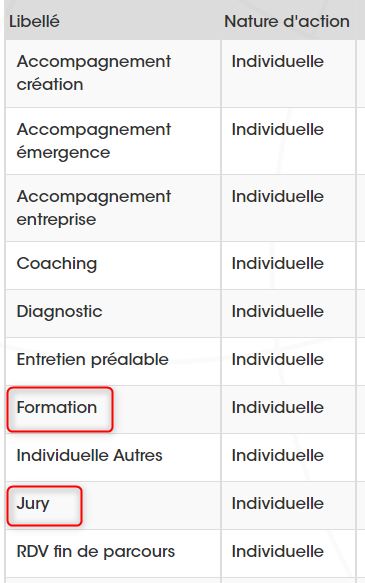 Libellé Nature d'action
Accompagnement Individuelle
création
Accompagnement Individuelle
émergence
Accompagnement Individuelle
entreprise
Coaching Individuelle
Diagnostic Individuelle
Entretien préalable Individuelle
Formation Individuelle
Individuelle Autres Individuelle
Jury Individuelle
RDV fin de parcours Individuelle